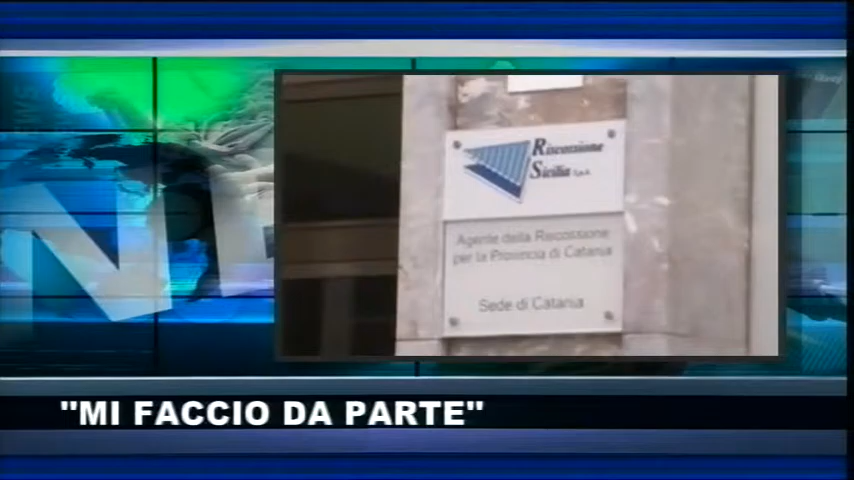 Riscossione
Sicilia S.p.A.
Agente della Riscossione
per la Provincia di Catania
Sede di Catania
"MI FACCIO DA PARTE"